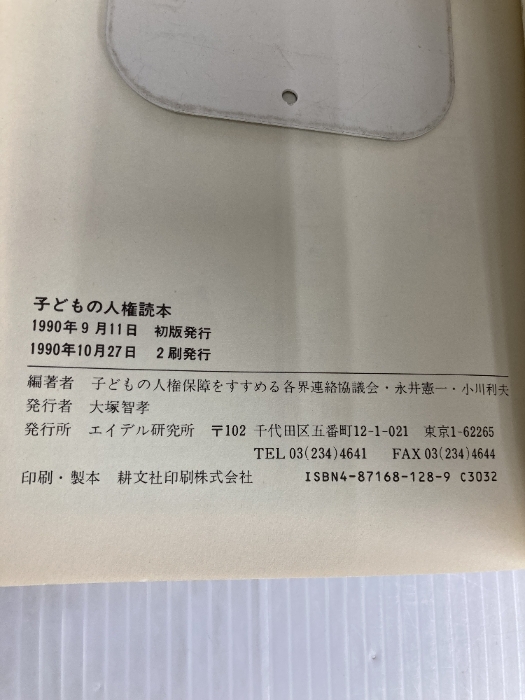 子どもの人権読本
1990年9月11日 初版発行
1990年10月27日 2刷発行
編著者 子どもの人権保障をすすめる各界連絡協議会・永井憲一・小川利夫
発行者 大塚智孝
発行所 エイデル研究所 〒102 千代田区五番町12-1-021 東京1-62265
TEL 03(234)4641 FAX 03(234)4644
印刷・製本 耕文社印刷株式会社 ISBN4-87168-128-9 C3032